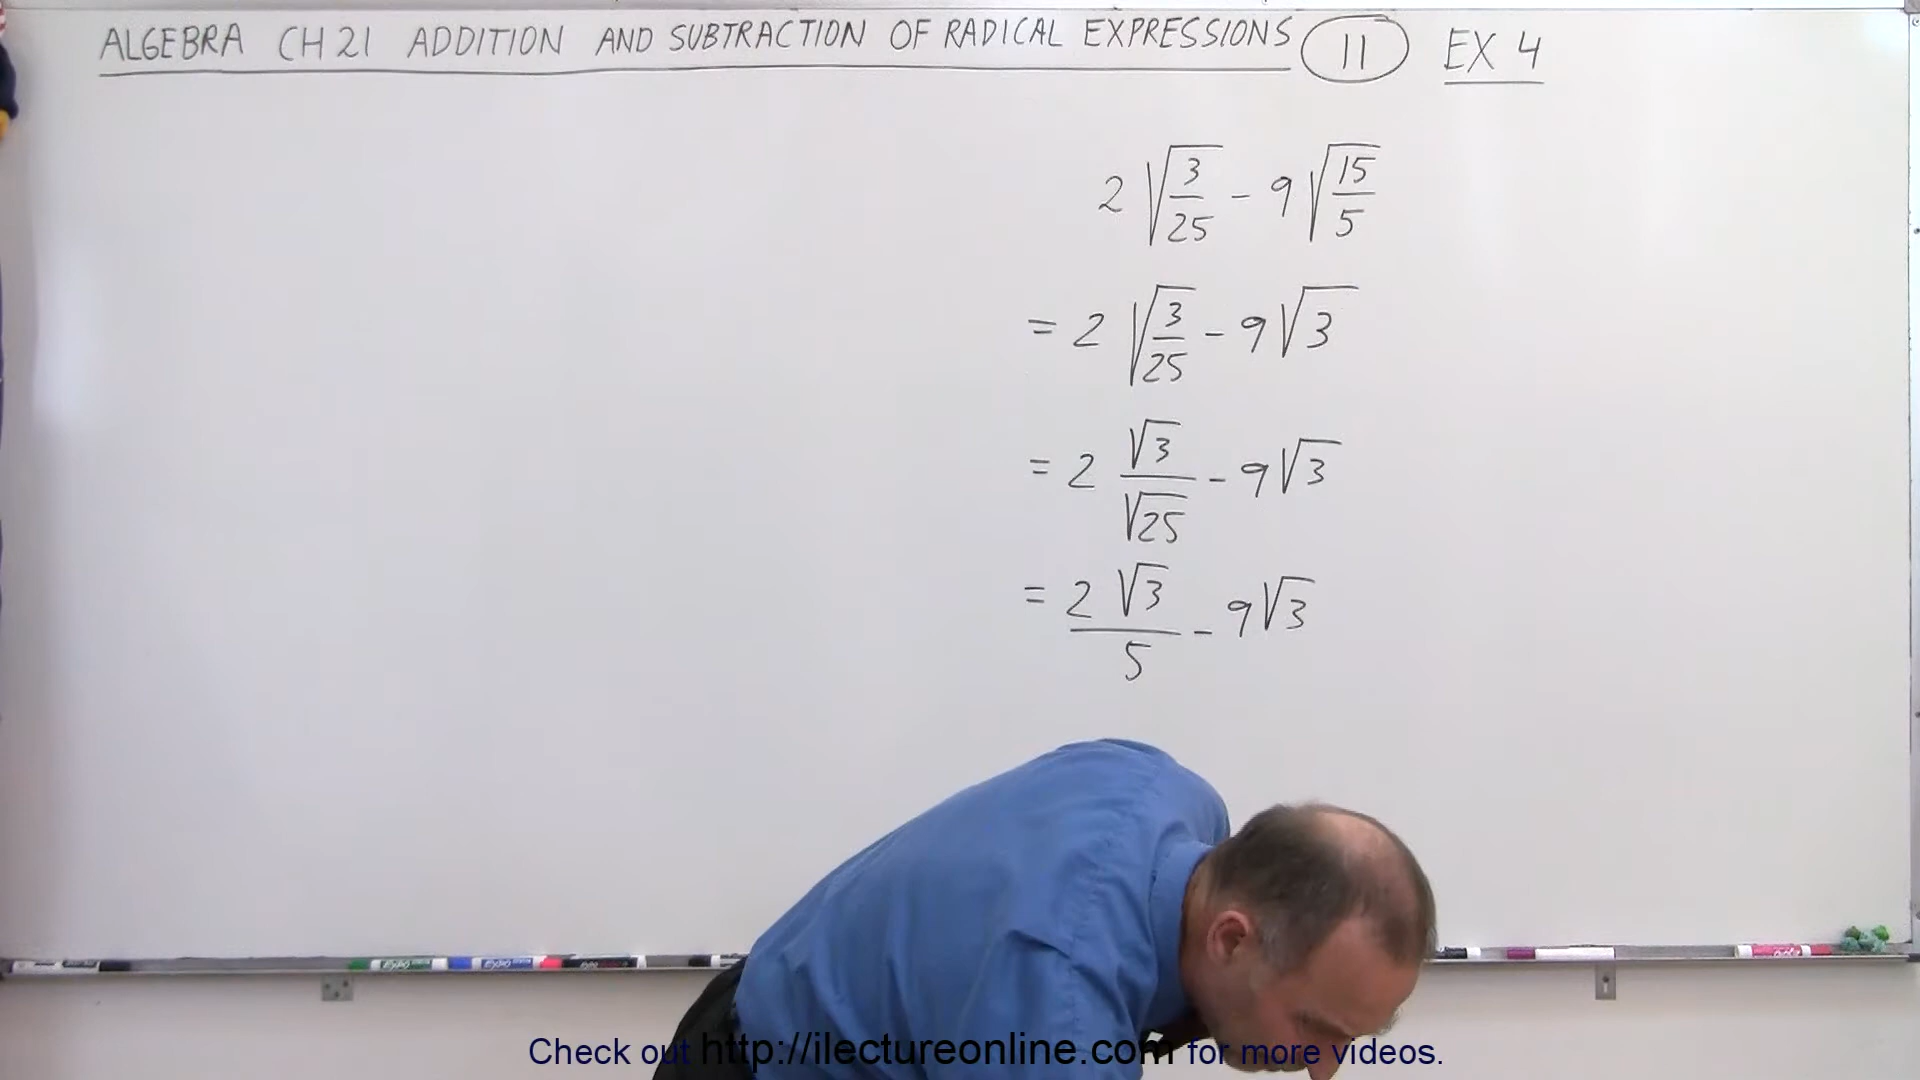 ALGEBRA CH 21 ADDITION AND SUBTRACTION OF RADICAL EXPRESSIONS 11 EX 4
2 √(3/25) - 9 √(15/5)
= 2 √(3/25) - 9 √3
= 2 √3/√25 - 9 √3
= 2 √3/5 - 9 √3
EXPO EXPO
Check out http://ilectureonline.com for more videos.